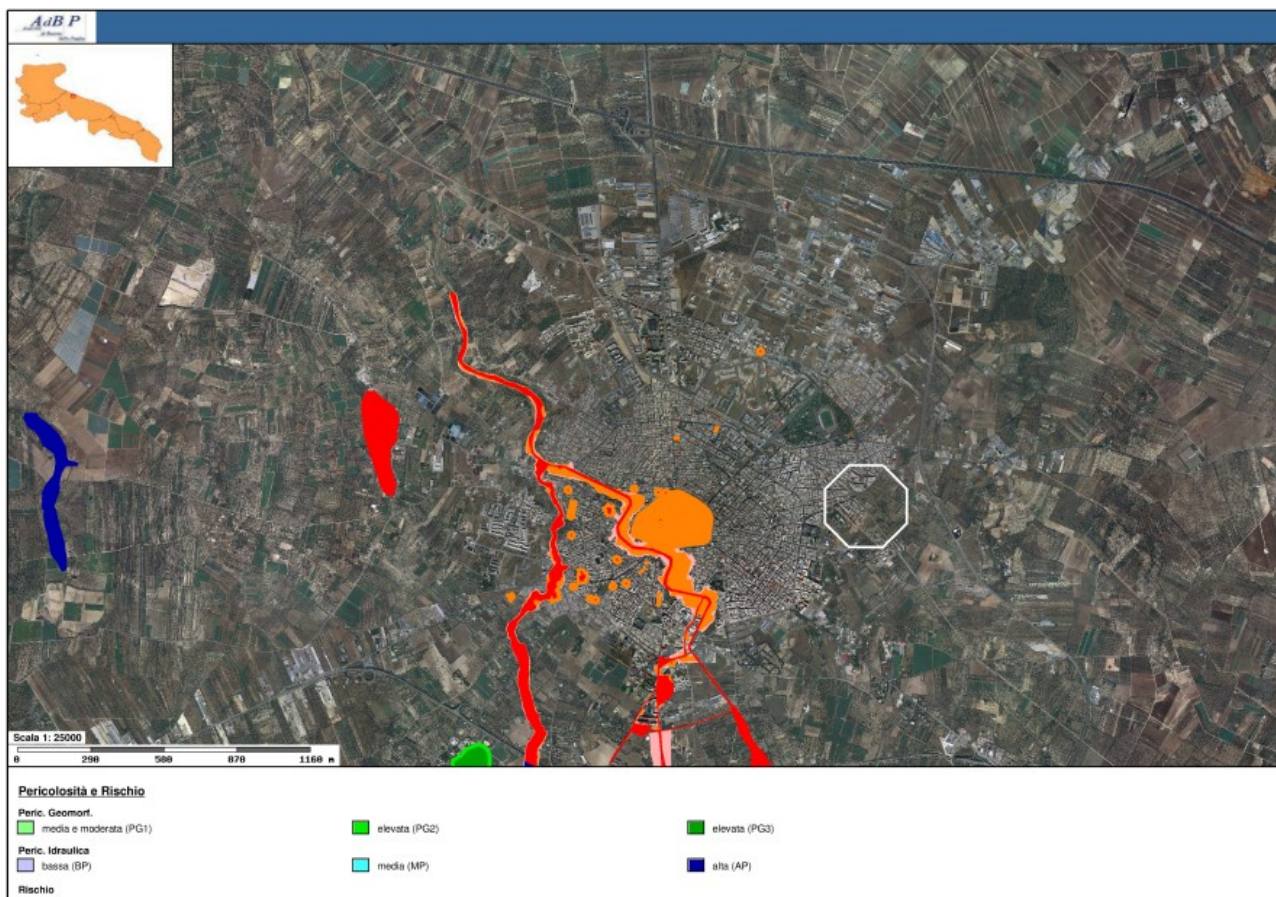 AdB P
Scala 1: 25000
0 290 580 870 1160 m
Pericolosità e Rischio
Peric. Geomorf.
media e moderata (PG1) elevata (PG2) elevata (PG3)
Peric. Idraulica
bassa (BP) media (MP) alta (AP)
Rischio